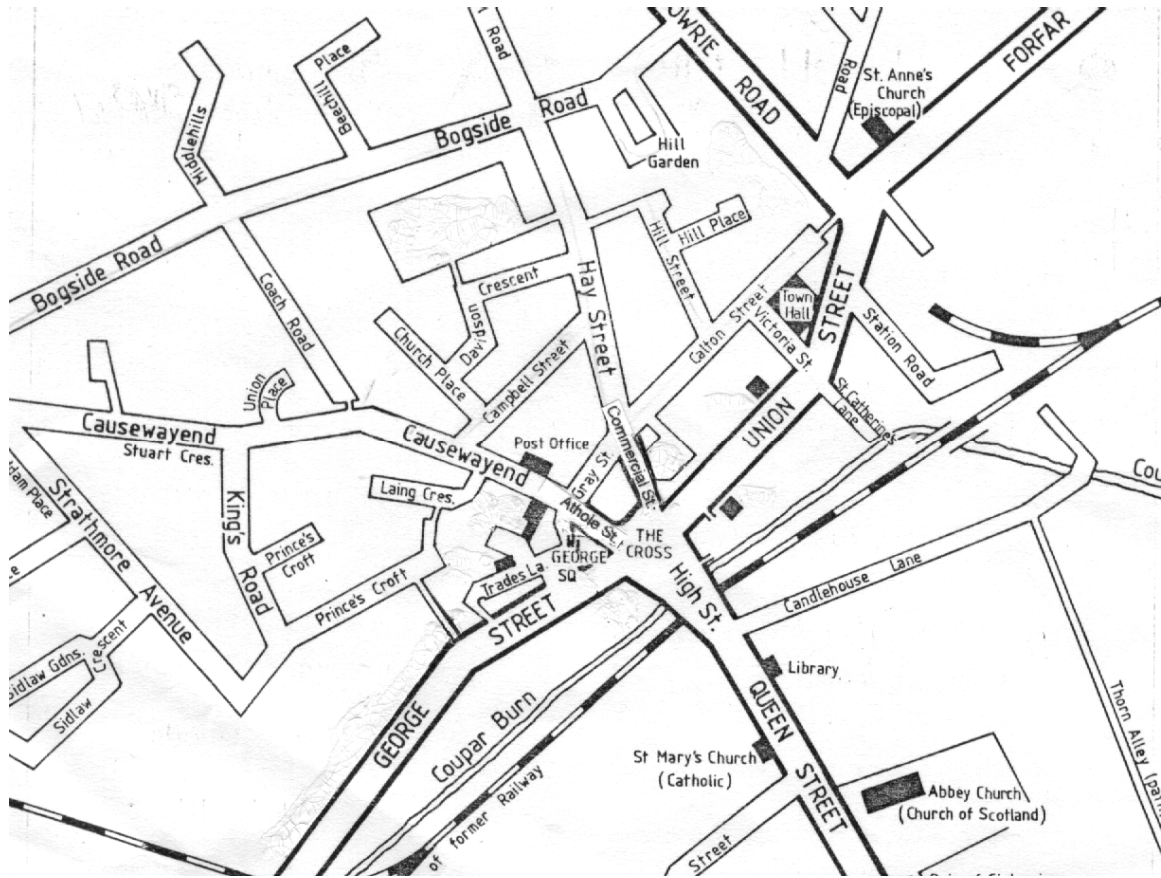 Place
Road
OWRIE ROAD
Road
FORFAR
St. Anne's
Church
(Episcopal)
Middlehills
Beechill
Bogside Road
Hill
Garden
Bogside Road
Coach Road
Crescent
Davidson
Hay Street
Hill Street
Hill Place
Calton Street
Town
Hall
Victoria St.
STREET
Station Road
Church Place
Campbell Street
Union
Place
Causewayend
Stuart Cres.
Causewayend
Post Office
Commercial St.
Gray St.
Athole St.
UNION
St. Catherines
Lane
Cou
dam Place
Strathmore
Avenue
King's
Road
Laing Cres.
Prince's
Croft
Prince's Croft
Trades La.
GEORGE
SQ
THE
CROSS
High St.
Candlehouse Lane
STREET
GEORGE
Sidlaw Gdns.
Crescent
Sidlaw
Coupar Burn
of former Railway
Library
QUEEN
STREET
St Mary's Church
(Catholic)
Abbey Church
(Church of Scotland)
Street
Thorn Alley